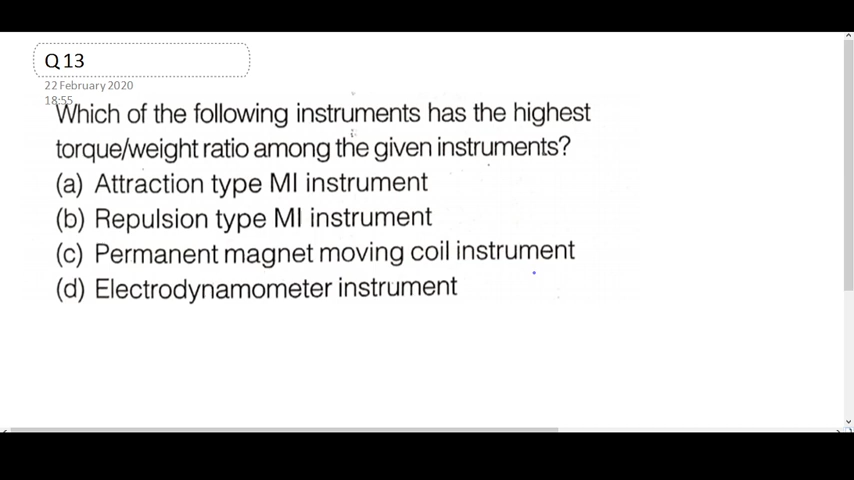 Q 13
22 February 2020
18:55
Which of the following instruments has the highest
torque/weight ratio among the given instruments?
(a) Attraction type MI instrument
(b) Repulsion type MI instrument
(c) Permanent magnet moving coil instrument
(d) Electrodynamometer instrument